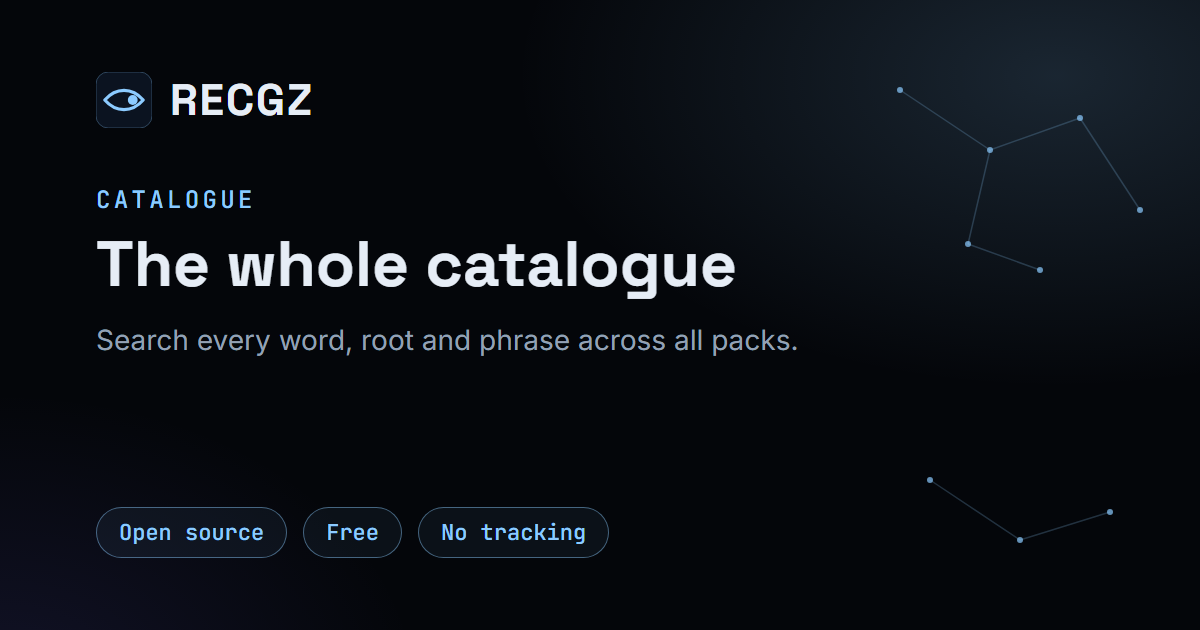 RECGZ
CATALOGUE
The whole catalogue
Search every word, root and phrase across all packs.
Open source
Free
No tracking